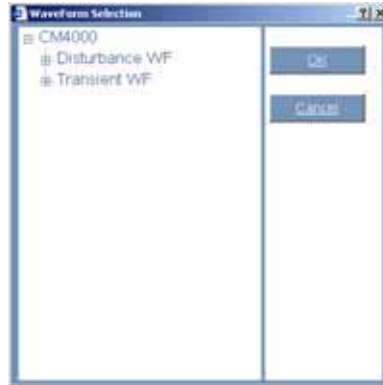 Waveform Selection
CM4000
Disturbance WF
Transient WF
OK
Cancel